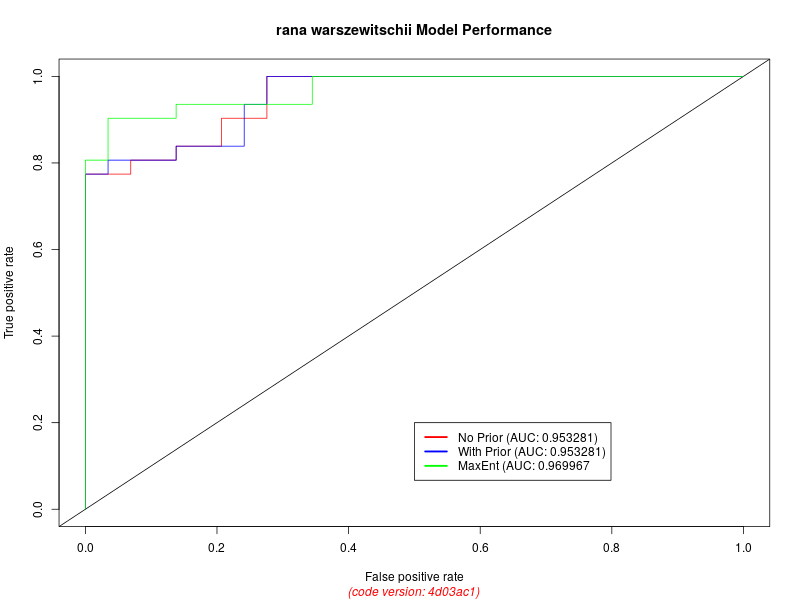 rana warszewitschii Model Performance
True positive rate
1.0
0.8
0.6
0.4
0.2
0.0
No Prior (AUC: 0.953281)
With Prior (AUC: 0.953281)
MaxEnt (AUC: 0.969967
0.0 0.2 0.4 0.6 0.8 1.0
False positive rate
(code version: 4d03ac1)